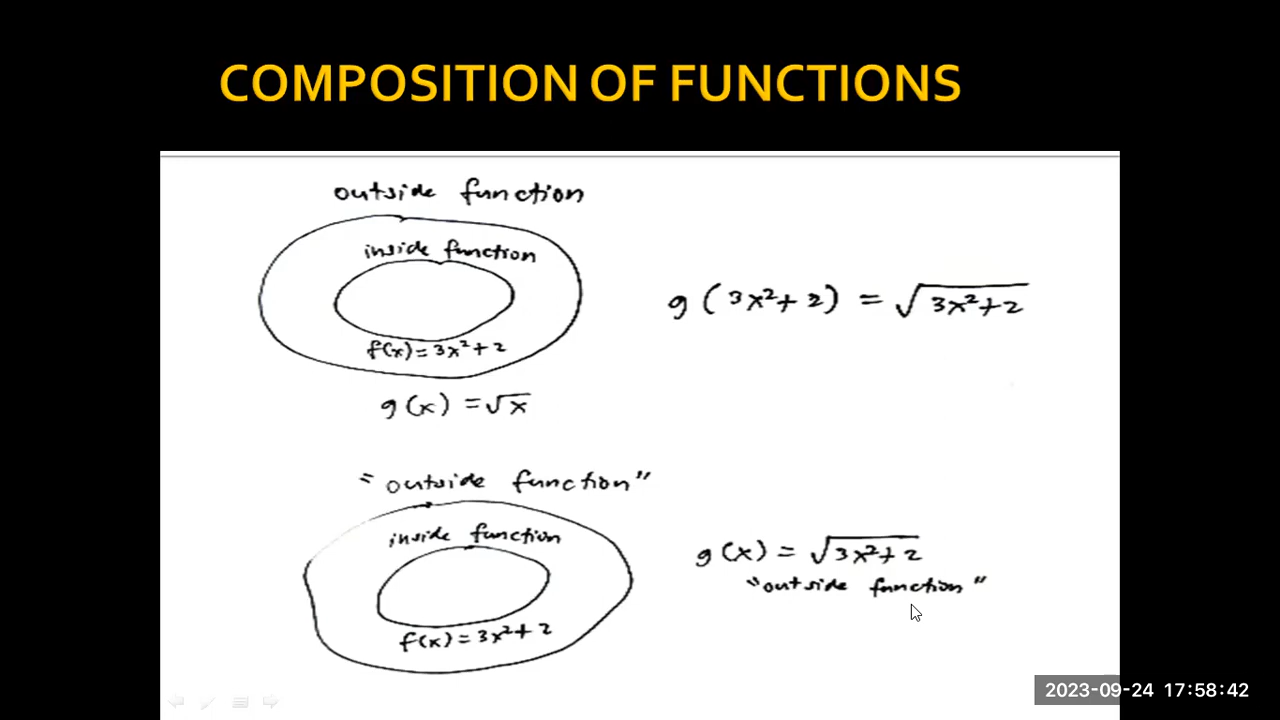 COMPOSITION OF FUNCTIONS
outside function
inside function
f(x) = 3x² + 2
g(x) = √x
g(3x² + 2) = √3x² + 2
"outside function"
inside function
f(x) = 3x² + 2
g(x) = √3x² + 2
"outside function"
2023-09-24 17:58:42